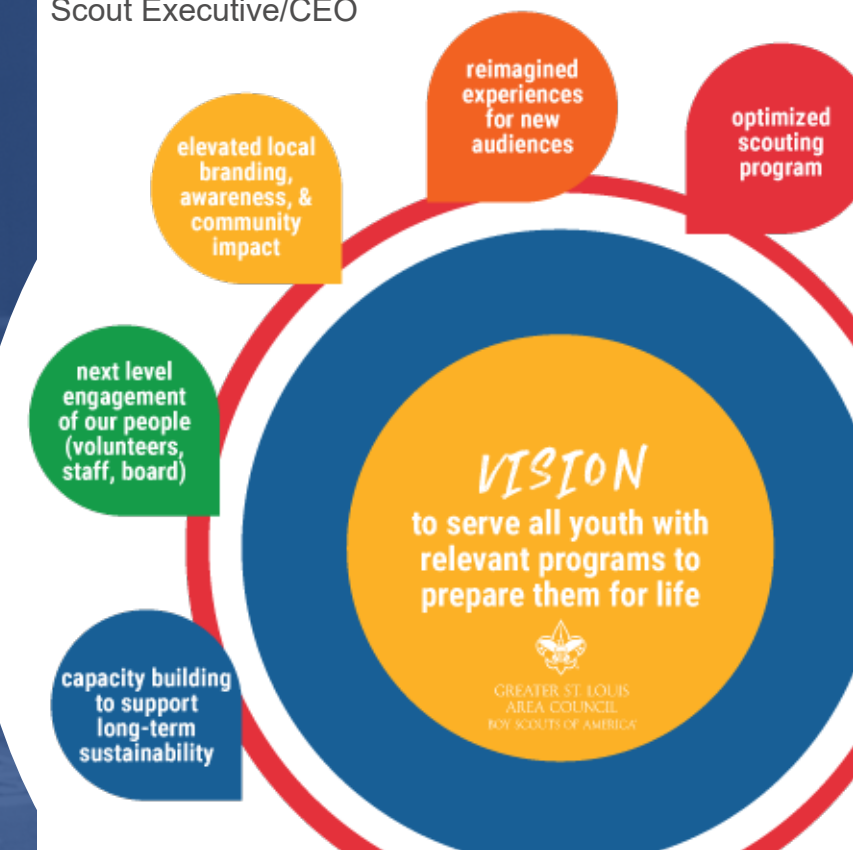 Scout Executive/CEO
reimagined
experiences
for new
audiences
optimized
scouting
program
elevated local
branding,
awareness, &
community
impact
next level
engagement
of our people
(volunteers,
staff, board)
capacity building
to support
long-term
sustainability
VISION
to serve all youth with
relevant programs to
prepare them for life
GREATER ST. LOUIS
AREA COUNCIL
BOY SCOUTS OF AMERICA